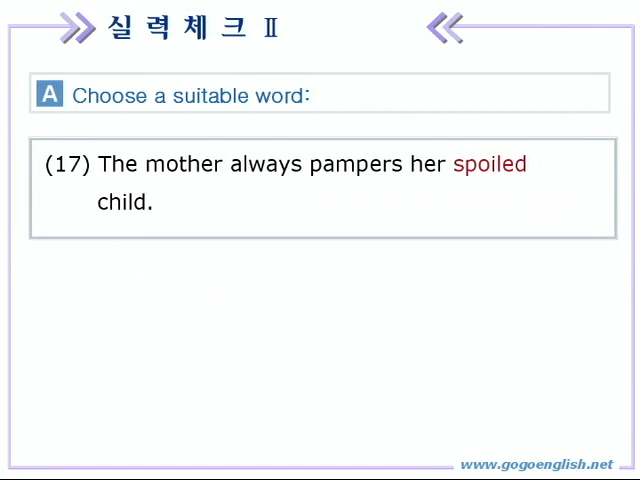 실 력 체 크 Ⅱ
A Choose a suitable word:
(17) The mother always pampers her spoiled
child.
www.gogoenglish.net